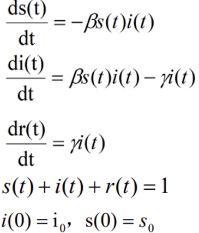 ds(t)/dt = −βs(t)i(t)
di(t)/dt = βs(t)i(t) − γi(t)
dr(t)/dt = γi(t)
s(t) + i(t) + r(t) = 1
i(0) = i₀， s(0) = s₀